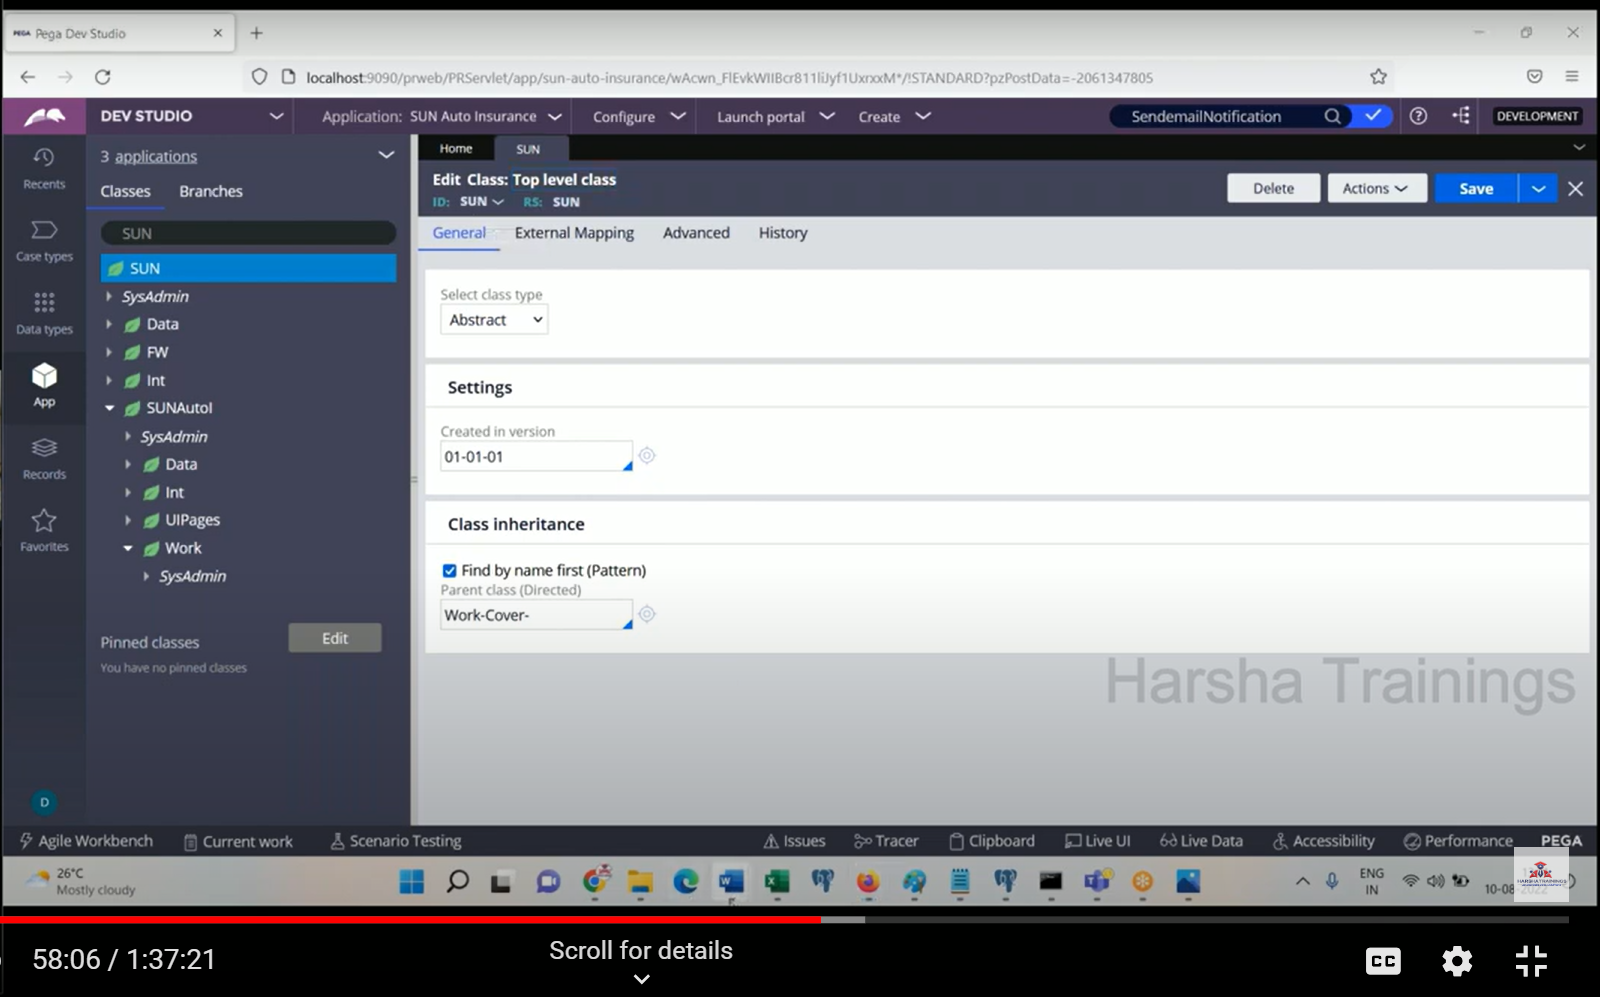 PEGA Pega Dev Studio
localhost:9090/prweb/PRServlet/app/sun-auto-insurance/wAcwn_FlEvkWIIBcr811liJyf1UxrxxM*/!STANDARD?pzPostData=-2061347805
DEV STUDIO
Application: SUN Auto Insurance
Configure
Launch portal
Create
SendemailNotification
DEVELOPMENT
Recents
Case types
Data types
App
Records
Favorites
D
3 applications
Classes Branches
SUN
SUN
SysAdmin
Data
FW
Int
SUNAutoI
SysAdmin
Data
Int
UIPages
Work
SysAdmin
Pinned classes Edit
You have no pinned classes
Home SUN
Edit Class: Top level class
ID: SUN RS: SUN
Delete Actions Save
General External Mapping Advanced History
Select class type
Abstract
Settings
Created in version
01-01-01
Class inheritance
Find by name first (Pattern)
Parent class (Directed)
Work-Cover-
Harsha Trainings
Agile Workbench Current work Scenario Testing Issues Tracer Clipboard Live UI Live Data Accessibility Performance PEGA
26°C
Mostly cloudy
ENG
IN
HARSHA TRAININGS
58:06 / 1:37:21
Scroll for details
CC